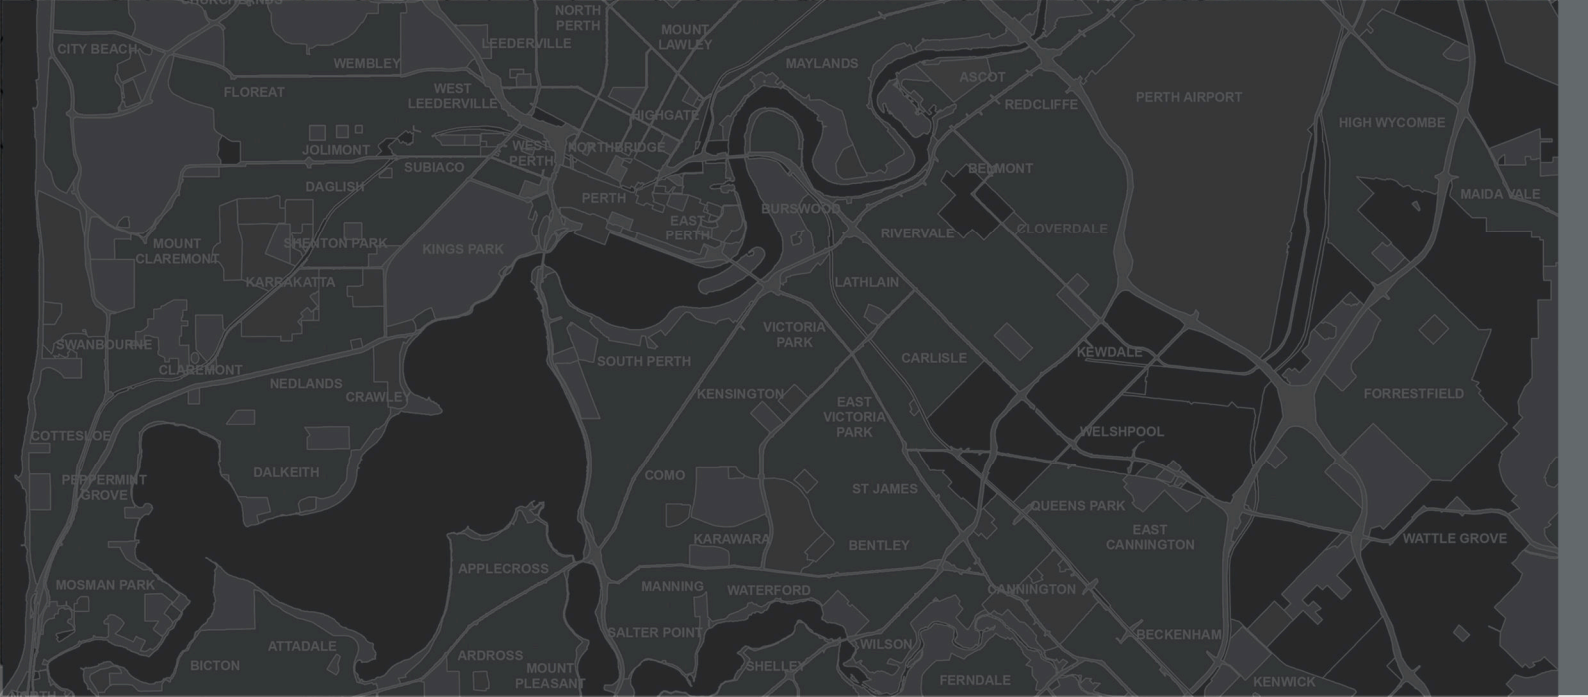 CHURCHLANDS
NORTH
PERTH
LEEDERVILLE
MOUNT
LAWLEY
CITY BEACH
WEMBLEY
MAYLANDS
ASCOT
FLOREAT
WEST
LEEDERVILLE
REDCLIFFE
PERTH AIRPORT
HIGHGATE
HIGH WYCOMBE
JOLIMONT
WEST
PERTH
NORTHBRIDGE
SUBIACO
BELMONT
DAGLISH
MAIDA VALE
PERTH
BURSWOOD
EAST
PERTH
RIVERVALE
CLOVERDALE
MOUNT
CLAREMONT
SHENTON PARK
KINGS PARK
KARRAKATTA
LATHLAIN
VICTORIA
PARK
SWANBOURNE
SOUTH PERTH
CARLISLE
KEWDALE
CLAREMONT
NEDLANDS
CRAWLEY
KENSINGTON
FORRESTFIELD
EAST
VICTORIA
PARK
COTTESLOE
WELSHPOOL
DALKEITH
COMO
PEPPERMINT
GROVE
ST JAMES
QUEENS PARK
EAST
CANNINGTON
KARAWARA
BENTLEY
WATTLE GROVE
APPLECROSS
MOSMAN PARK
MANNING
WATERFORD
CANNINGTON
SALTER POINT
BECKENHAM
ATTADALE
WILSON
ARDROSS
BICTON
MOUNT
PLEASANT
SHELLEY
FERNDALE
KENWICK
NORTH